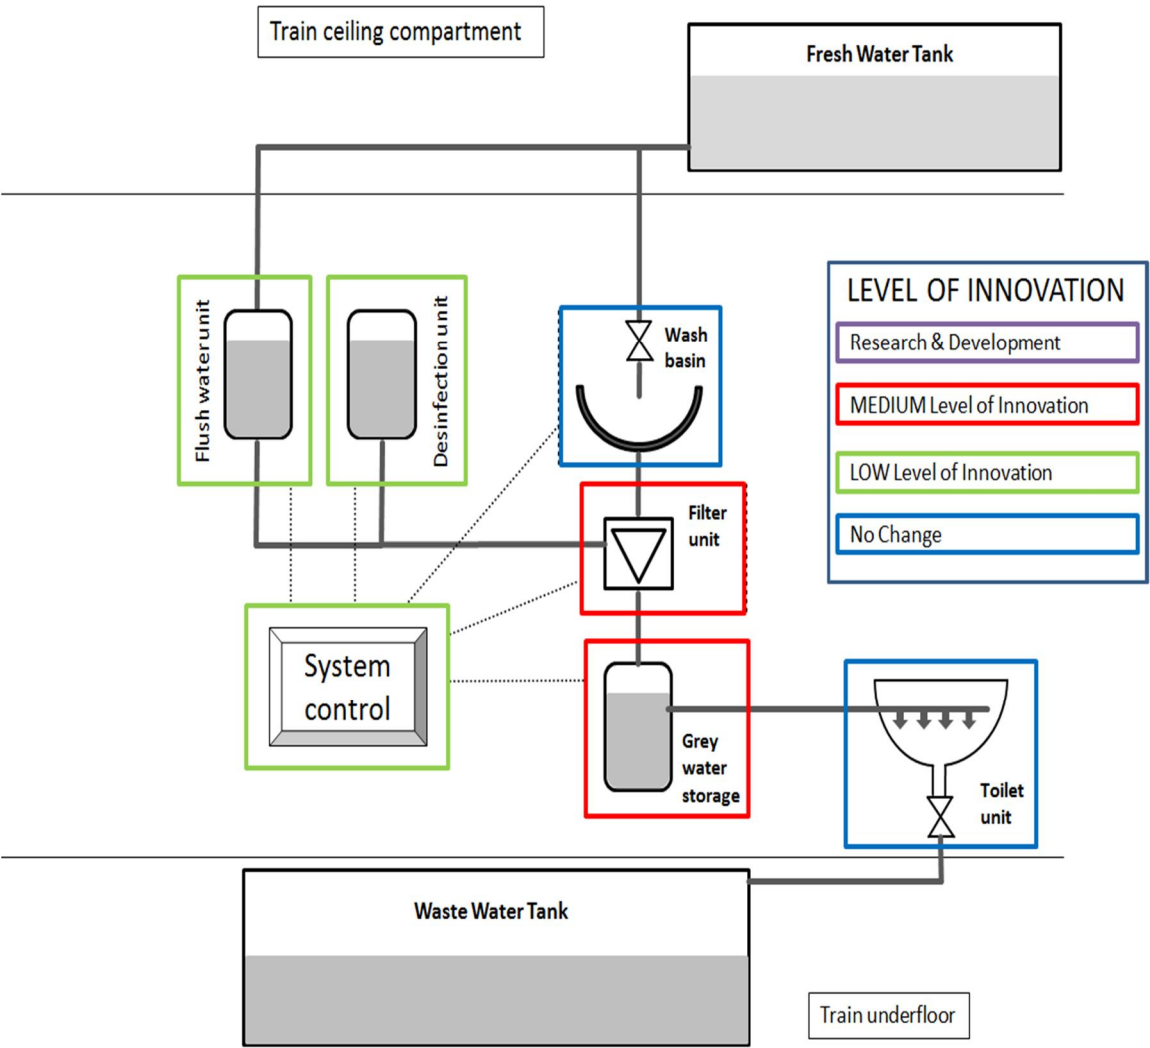 Train ceiling compartment
Fresh Water Tank
Flush water unit
Desinfection unit
Wash
basin
LEVEL OF INNOVATION
Research & Development
MEDIUM Level of Innovation
LOW Level of Innovation
No Change
Filter
unit
System
control
Grey
water
storage
Toilet
unit
Waste Water Tank
Train underfloor